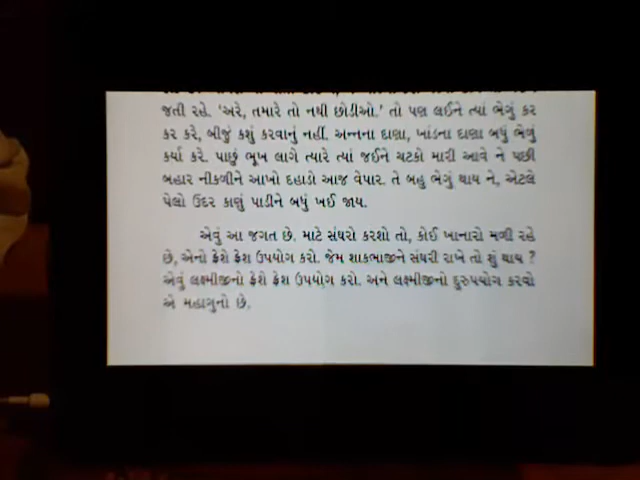 જતી રહે. ‘અરે, તમારે તો નથી છોડીઓ.’ તો પણ લઈને ત્યાં ભેગું કર
કર કરે, બીજું કશું કરવાનું નહીં. અન્નના દાણા, ખાંડના દાણા બધું ભેળું
કર્યા કરે. પાછું ભૂખ લાગે ત્યારે ત્યાં જઈને ચટકો મારી આવે ને પછી
બહાર નીકળીને આખો દહાડો આજ વેપાર. તે બહુ ભેગું થાય ને, એટલે
પેલો ઉંદર કાણું પાડીને બધું ખઈ જાય.
એવું આ જગત છે. માટે સંઘરો કરશો તો, કોઈ ખાનારો મળી રહે
છે, એનો ફ્રેશે ફ્રેશ ઉપયોગ કરો. જેમ શાકભાજીને સંઘરી રાખે તો શું થાય ?
એવું લક્ષ્મીજીનો ફ્રેશે ફ્રેશ ઉપયોગ કરો. અને લક્ષ્મીજીનો દુરુપયોગ કરવો
એ મહાગુનો છે.